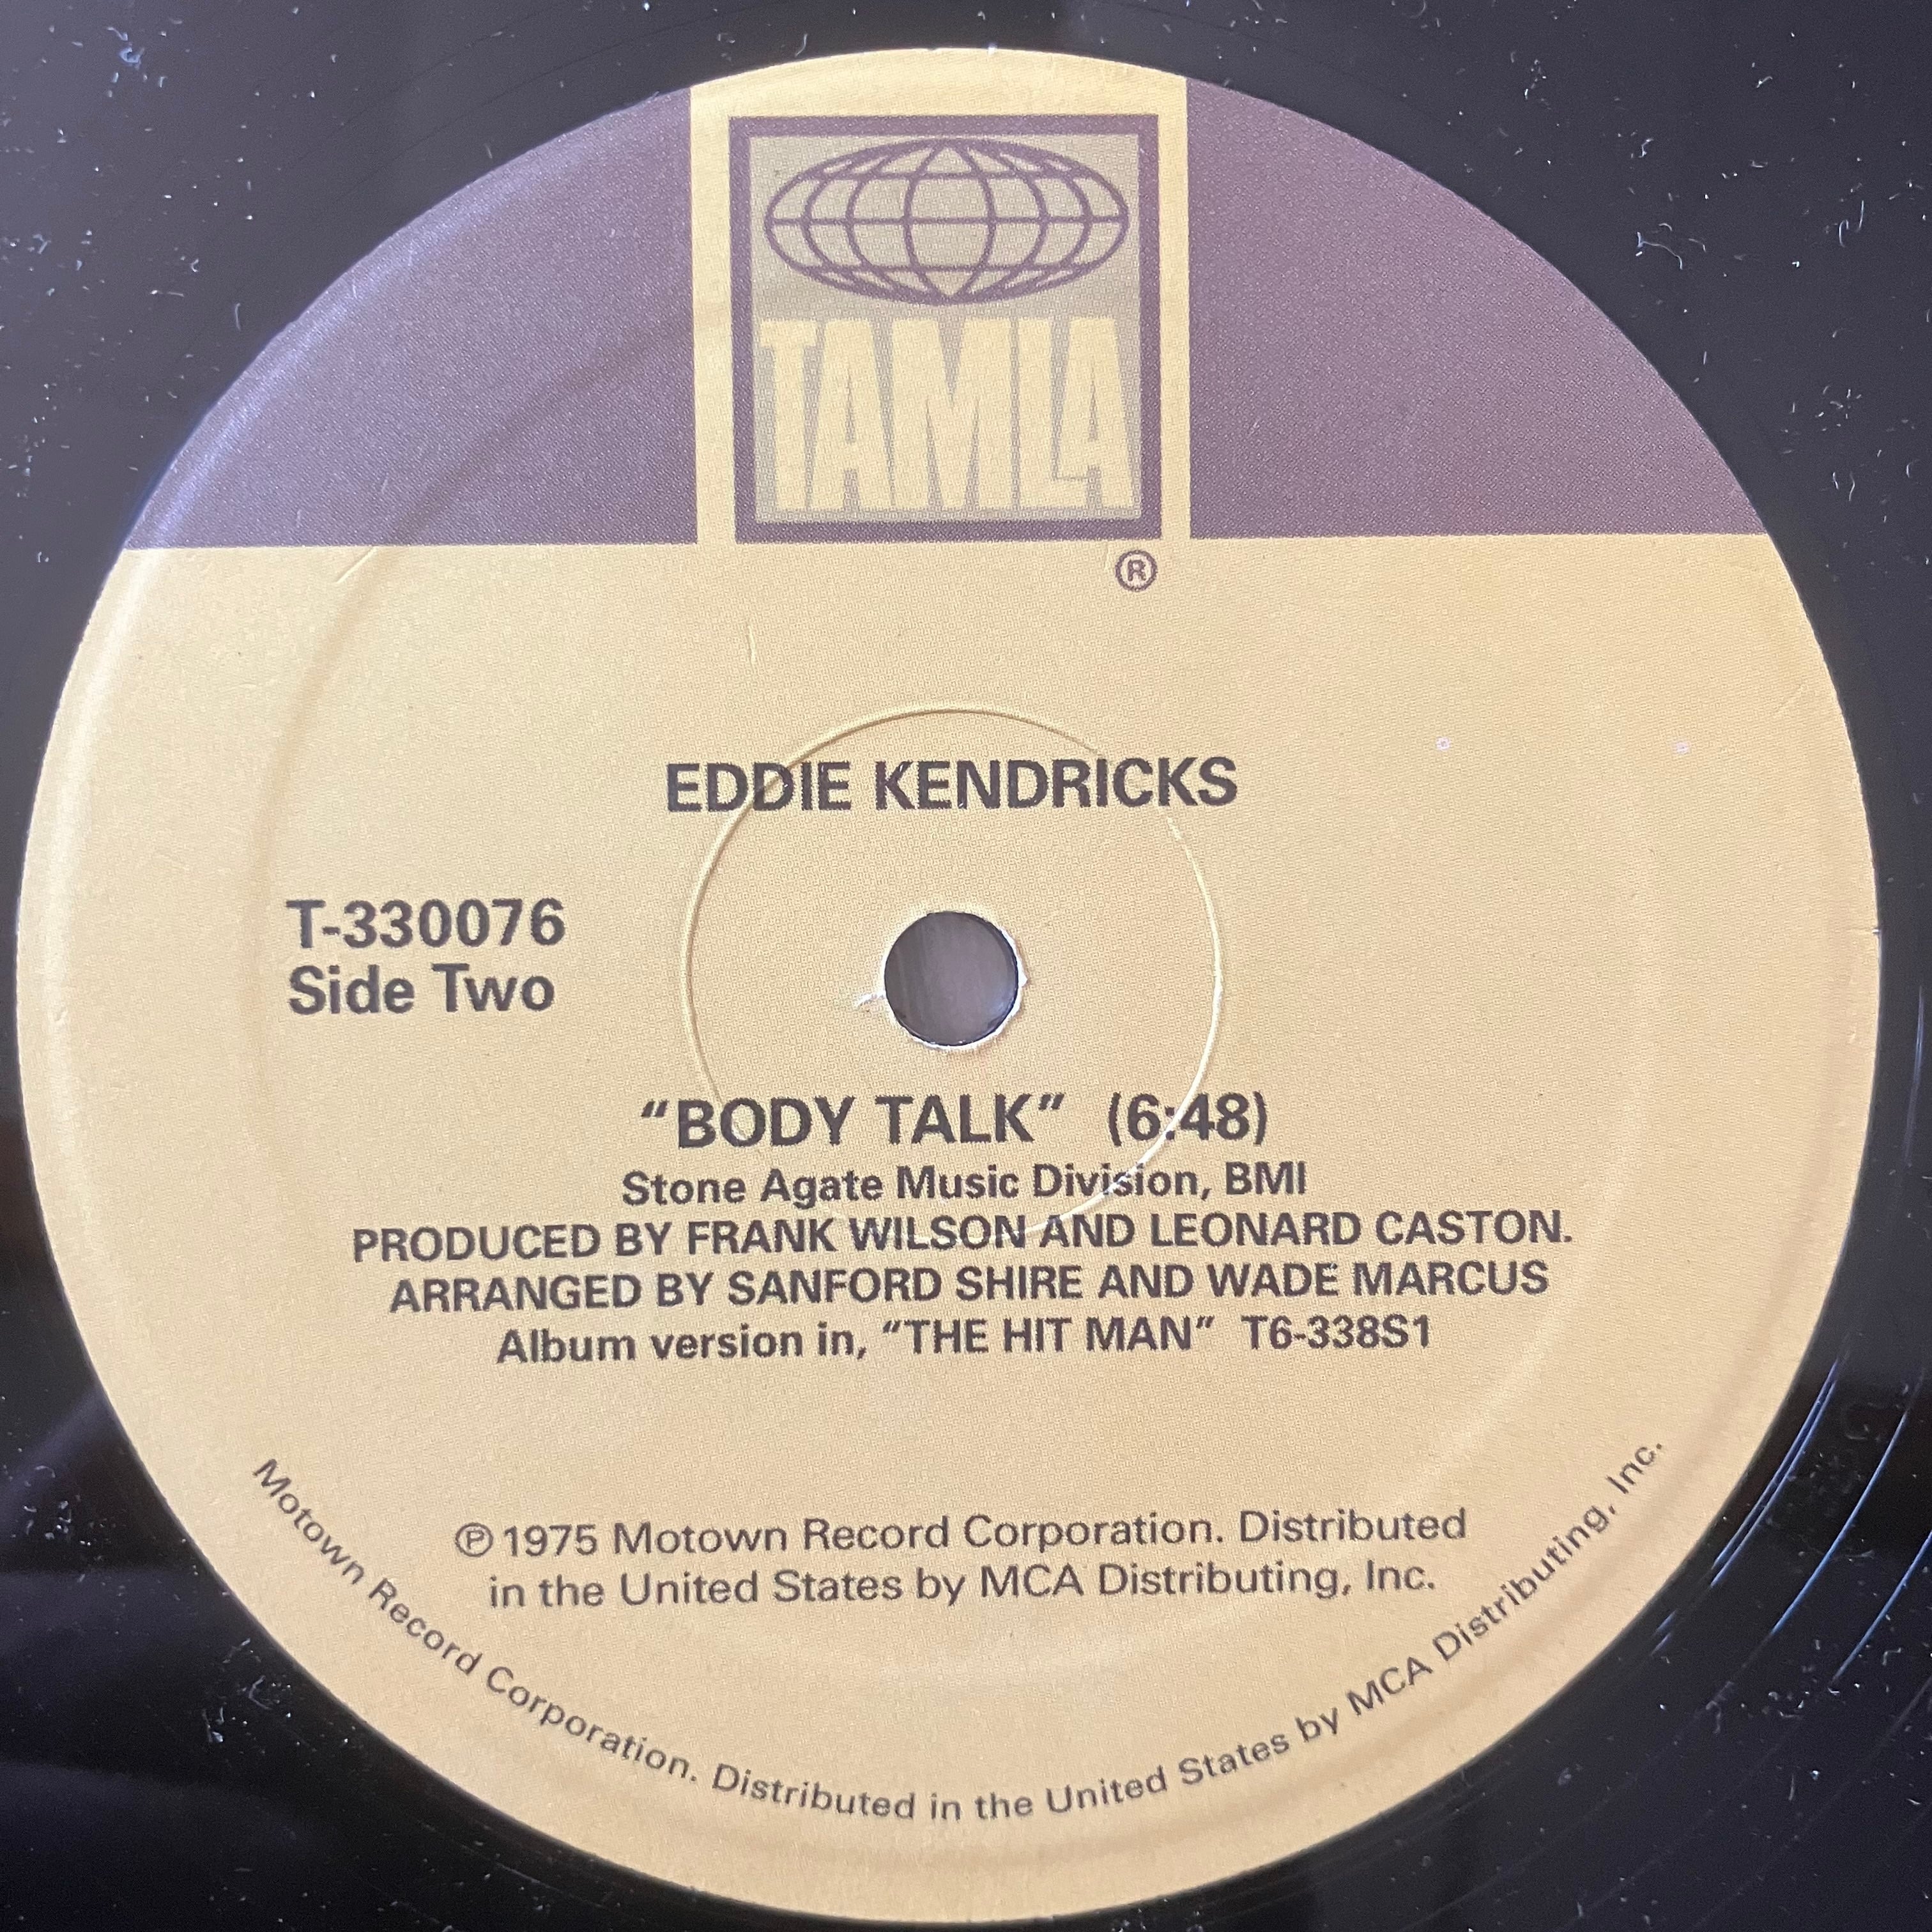 TAMLA
®
EDDIE KENDRICKS
T-330076
Side Two
“BODY TALK” (6:48)
Stone Agate Music Division, BMI
PRODUCED BY FRANK WILSON AND LEONARD CASTON.
ARRANGED BY SANFORD SHIRE AND WADE MARCUS
Album version in, “THE HIT MAN” T6-338S1
℗ 1975 Motown Record Corporation. Distributed
in the United States by MCA Distributing, Inc.
Motown Record Corporation. Distributed in the United States by MCA Distributing, Inc.